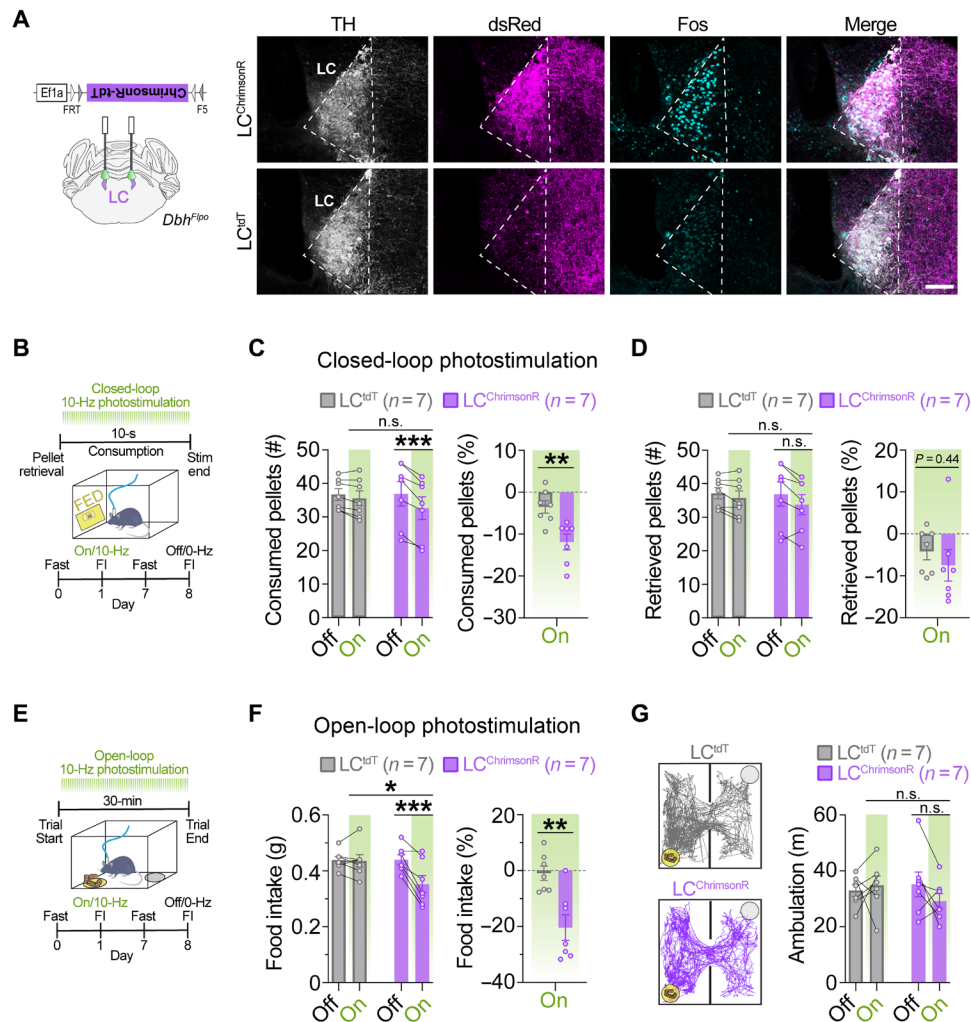 A
TH dsRed Fos Merge
Ef1a ChrimsonR-tdT
FRT F5
LC
Dbh^Flpo
LC^ChrimsonR
LC
LC^tdT
LC
B
Closed-loop
10-Hz photostimulation
10-s
Pellet retrieval Consumption Stim end
FED
On/10-Hz Off/0-Hz
Fast FI Fast FI
0 1 7 8
Day
Closed-loop photostimulation
C
LC^tdT (n = 7) LC^ChrimsonR (n = 7)
n.s.
***
Consumed pellets (#)
50
40
30
20
10
0
Off On Off On
Consumed pellets (%)
**
10
0
−10
−20
−30
On
D
LC^tdT (n = 7) LC^ChrimsonR (n = 7)
n.s.
n.s.
Retrieved pellets (#)
50
40
30
20
10
0
Off On Off On
Retrieved pellets (%)
P = 0.44
20
10
0
−10
−20
On
E
Open-loop
10-Hz photostimulation
30-min
Trial Start Trial End
On/10-Hz Off/0-Hz
Fast FI Fast FI
0 1 7 8
Day
F
Open-loop photostimulation
LC^tdT (n = 7) LC^ChrimsonR (n = 7)
*
***
Food intake (g)
0.6
0.4
0.2
0
Off On Off On
Food intake (%)
**
20
0
−20
−40
On
G
LC^tdT
LC^ChrimsonR
LC^tdT (n = 7)
LC^ChrimsonR (n = 7)
n.s.
n.s.
Ambulation (m)
60
40
20
0
Off On Off On